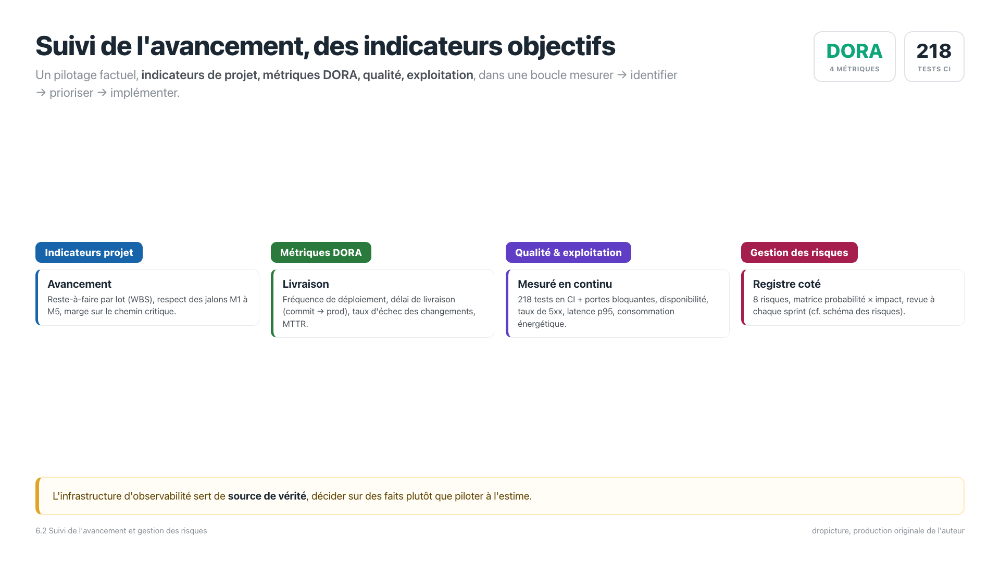 Suivi de l'avancement, des indicateurs objectifs
Un pilotage factuel, indicateurs de projet, métriques DORA, qualité, exploitation, dans une boucle mesurer → identifier
→ prioriser → implémenter.
DORA
4 MÉTRIQUES
218
TESTS CI
Indicateurs projet
Avancement
Reste-à-faire par lot (WBS), respect des jalons M1 à
M5, marge sur le chemin critique.
Métriques DORA
Livraison
Fréquence de déploiement, délai de livraison
(commit → prod), taux d'échec des changements,
MTTR.
Qualité & exploitation
Mesuré en continu
218 tests en CI + portes bloquantes, disponibilité,
taux de 5xx, latence p95, consommation
énergétique.
Gestion des risques
Registre coté
8 risques, matrice probabilité × impact, revue à
chaque sprint (cf. schéma des risques).
L'infrastructure d'observabilité sert de source de vérité, décider sur des faits plutôt que piloter à l'estime.
6.2 Suivi de l'avancement et gestion des risques
dropicture, production originale de l'auteur